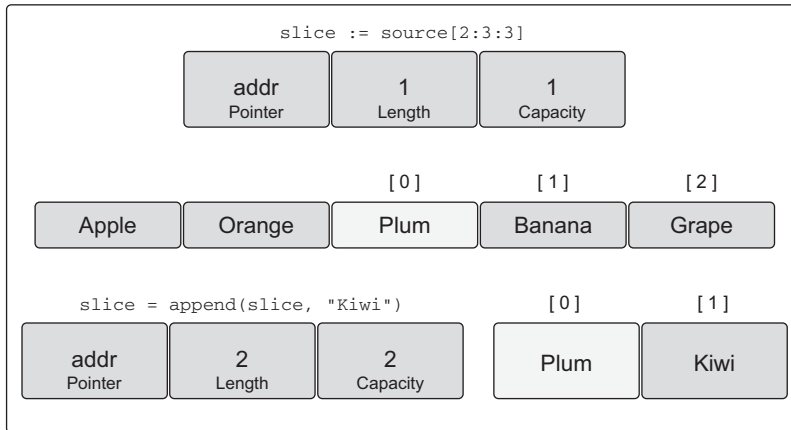 slice := source[2:3:3]
addr 1 1
Pointer Length Capacity
[0] [1] [2]
Apple Orange Plum Banana Grape
slice = append(slice, "Kiwi") [0] [1]
addr 2 2 Plum Kiwi
Pointer Length Capacity